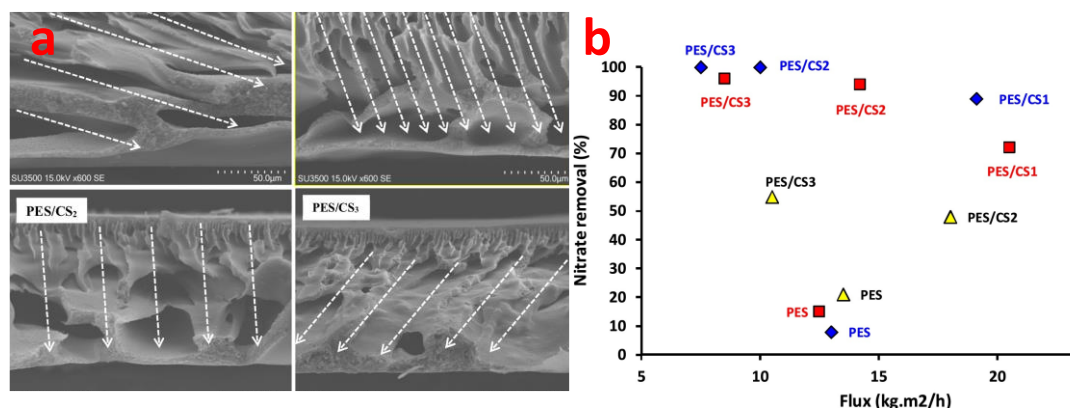 a
SU3500 15.0kV x600 SE
50.0µm
SU3500 15.0kV x600 SE
50.0µm
PES/CS₂
PES/CS₃
b
Nitrate removal (%)
100
90
80
70
60
50
40
30
20
10
0
PES/CS3
PES/CS2
PES/CS3
PES/CS2
PES/CS1
PES/CS1
PES/CS3
PES/CS2
PES
PES
PES
5
10
15
20
Flux (kg.m2/h)